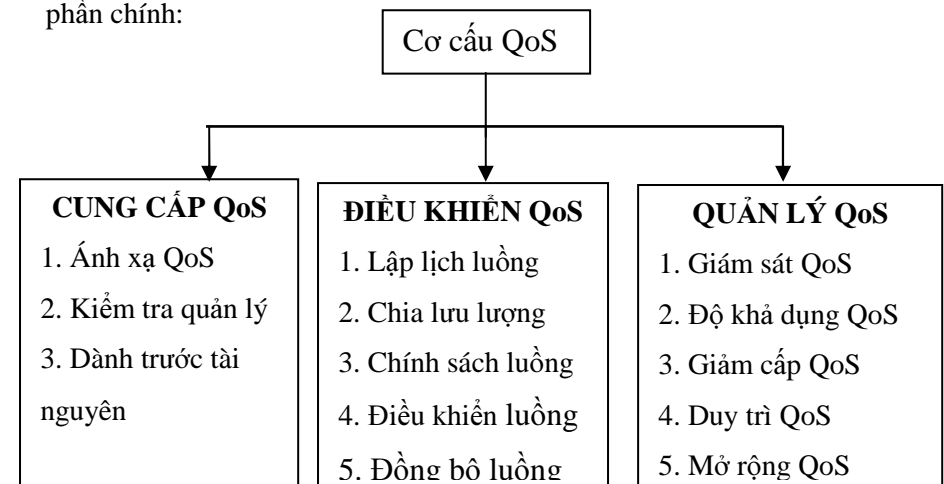 phần chính:
Cơ cấu QoS
CUNG CẤP QoS
1. Ánh xạ QoS
2. Kiểm tra quản lý
3. Dành trước tài
nguyên
ĐIỀU KHIỂN QoS
1. Lập lịch luồng
2. Chia lưu lượng
3. Chính sách luồng
4. Điều khiển luồng
5. Đồng bộ luồng
QUẢN LÝ QoS
1. Giám sát QoS
2. Độ khả dụng QoS
3. Giảm cấp QoS
4. Duy trì QoS
5. Mở rộng QoS